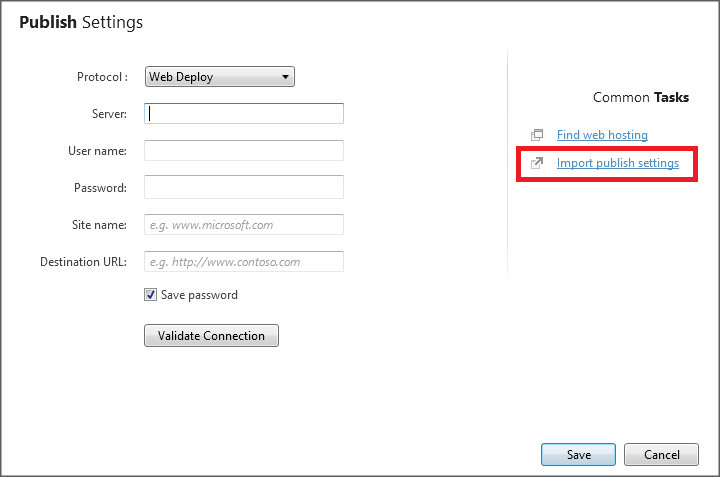 Publish Settings
Protocol :
Web Deploy
Server:
User name:
Password:
Site name:
e.g. www.microsoft.com
Destination URL:
e.g. http://www.contoso.com
Save password
Validate Connection
Common Tasks
Find web hosting
Import publish settings
Save
Cancel